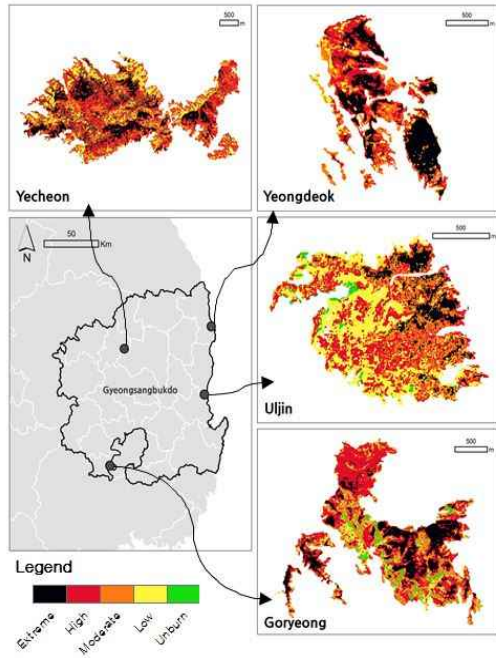 500
m
Yecheon
500
m
Yeongdeok
N
50
Km
Gyeongsangbukdo
500
m
Uljin
500
m
Goryeong
Legend
Extreme
High
Moderate
Low
Unburn